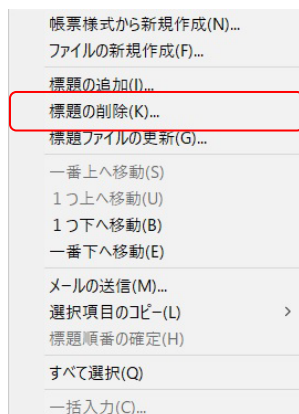 帳票様式から新規作成(N)...
ファイルの新規作成(F)...
標題の追加(I)...
標題の削除(K)...
標題ファイルの更新(G)...
一番上へ移動(S)
1つ上へ移動(U)
1つ下へ移動(B)
一番下へ移動(E)
メールの送信(M)...
選択項目のコピー(L)
標題順番の確定(H)
すべて選択(Q)
一括入力(C)...